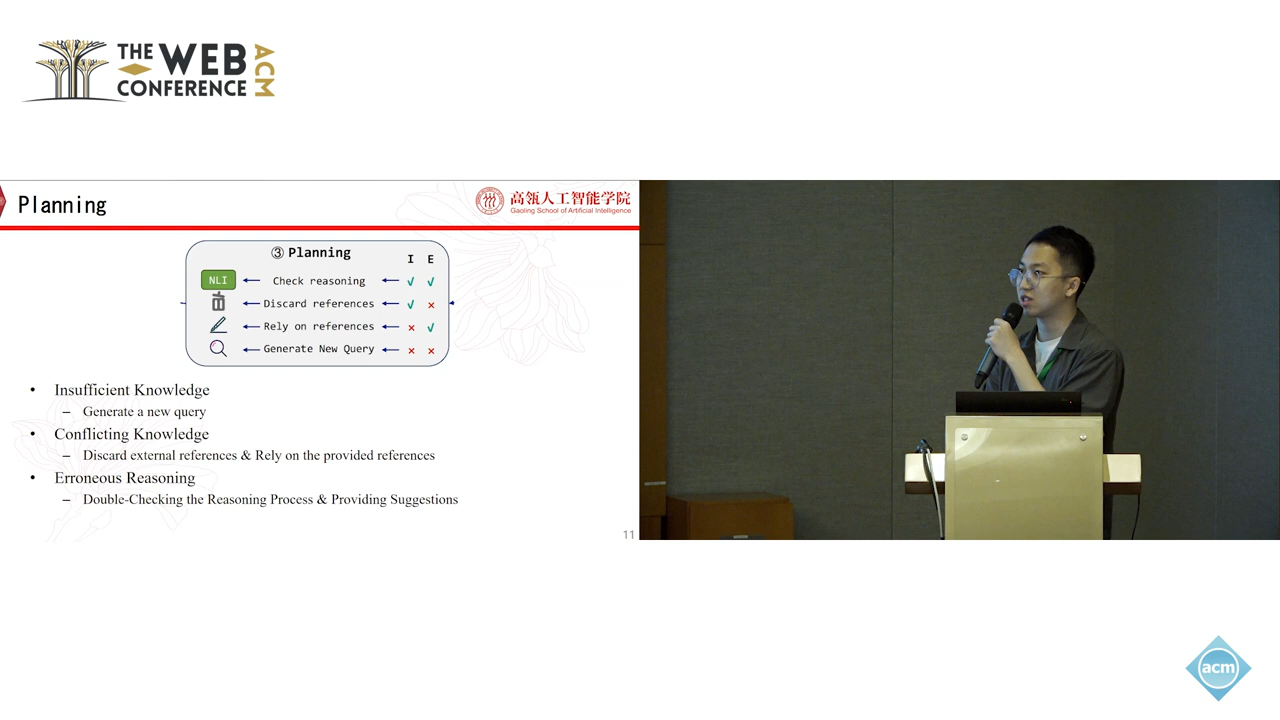 THE WEB
CONFERENCE
ACM
Planning
高瓴人工智能学院
Gaoling School of Artificial Intelligence
③ Planning
I E
NLI Check reasoning √ √
Discard references √ ×
Rely on references × √
Generate New Query × ×
• Insufficient Knowledge
– Generate a new query
• Conflicting Knowledge
– Discard external references & Rely on the provided references
• Erroneous Reasoning
– Double-Checking the Reasoning Process & Providing Suggestions
11
acm